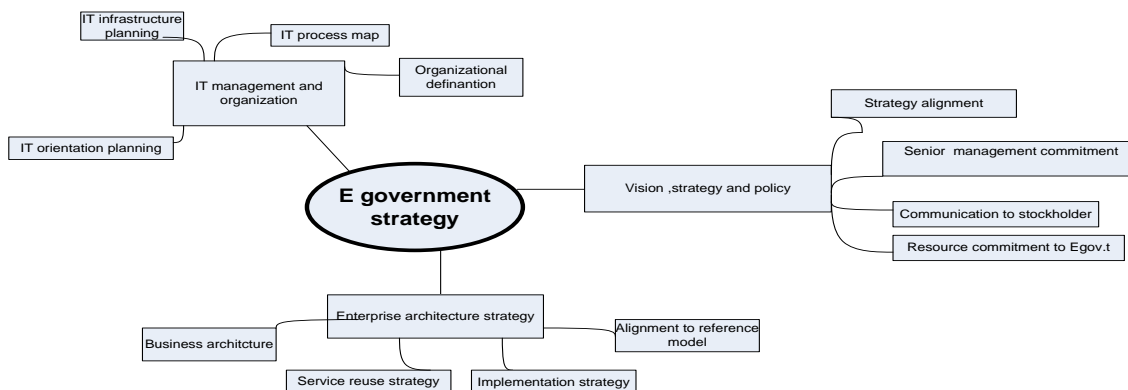 IT infrastructure
planning
IT process map
IT management and
organization
Organizational
definantion
IT orientation planning
E government
strategy
Vision ,strategy and policy
Strategy alignment
Senior management commitment
Communication to stockholder
Resource commitment to Egov.t
Enterprise architecture strategy
Business architcture
Service reuse strategy
Implementation strategy
Alignment to reference
model